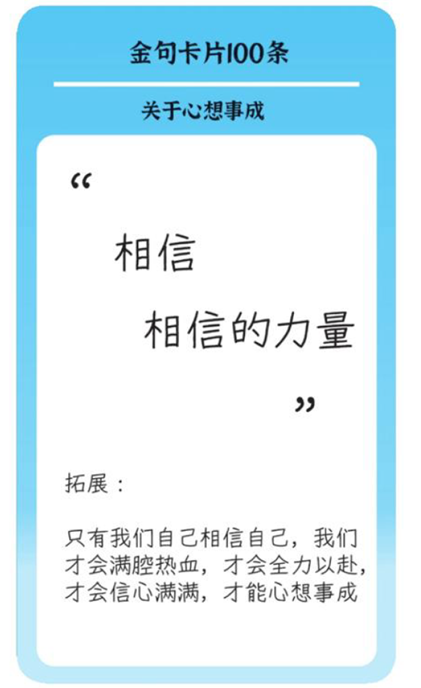 金句卡片100条
关于心想事成
“
相信
相信的力量
”
拓展：
只有我们自己相信自己，我们
才会满腔热血，才会全力以赴，
才会信心满满，才能心想事成